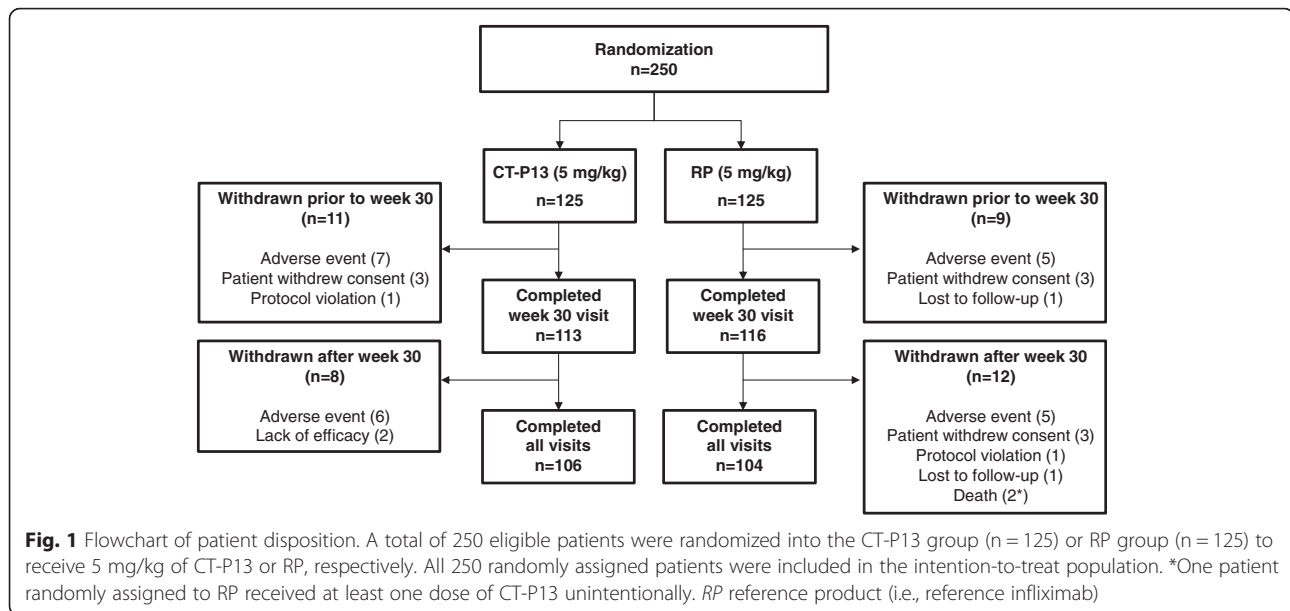 Randomization
n=250
CT-P13 (5 mg/kg)
n=125
RP (5 mg/kg)
n=125
Withdrawn prior to week 30
(n=11)
Adverse event (7)
Patient withdrew consent (3)
Protocol violation (1)
Withdrawn prior to week 30
(n=9)
Adverse event (5)
Patient withdrew consent (3)
Lost to follow-up (1)
Completed
week 30 visit
n=113
Completed
week 30 visit
n=116
Withdrawn after week 30
(n=8)
Adverse event (6)
Lack of efficacy (2)
Withdrawn after week 30
(n=12)
Adverse event (5)
Patient withdrew consent (3)
Protocol violation (1)
Lost to follow-up (1)
Death (2*)
Completed
all visits
n=106
Completed
all visits
n=104
Fig. 1 Flowchart of patient disposition. A total of 250 eligible patients were randomized into the CT-P13 group (n = 125) or RP group (n = 125) to
receive 5 mg/kg of CT-P13 or RP, respectively. All 250 randomly assigned patients were included in the intention-to-treat population. *One patient
randomly assigned to RP received at least one dose of CT-P13 unintentionally. RP reference product (i.e., reference infliximab)